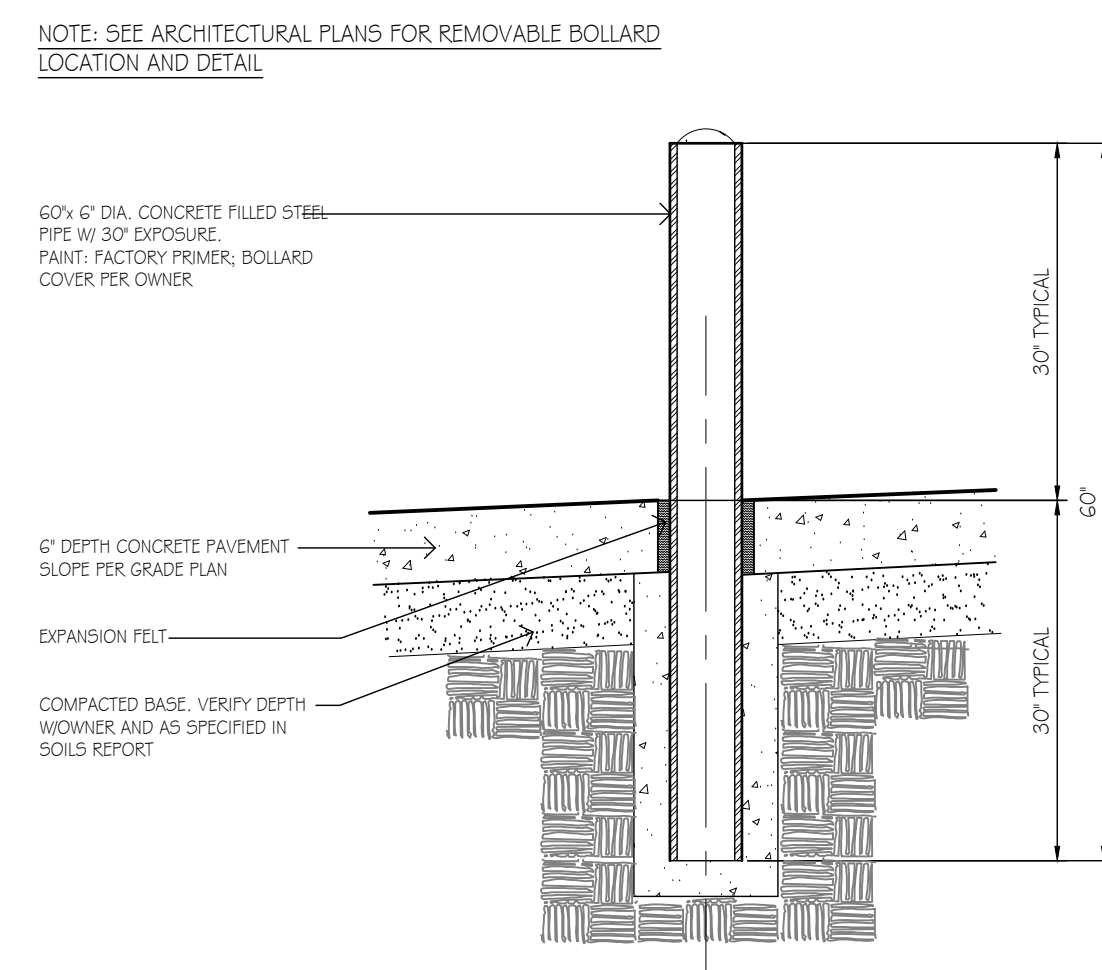 NOTE: SEE ARCHITECTURAL PLANS FOR REMOVABLE BOLLARD
LOCATION AND DETAIL
60"x 6" DIA. CONCRETE FILLED STEEL
PIPE W/ 30" EXPOSURE.
PAINT: FACTORY PRIMER; BOLLARD
COVER PER OWNER
30" TYPICAL
60"
6" DEPTH CONCRETE PAVEMENT
SLOPE PER GRADE PLAN
EXPANSION FELT
30" TYPICAL
COMPACTED BASE. VERIFY DEPTH
W/OWNER AND AS SPECIFIED IN
SOILS REPORT